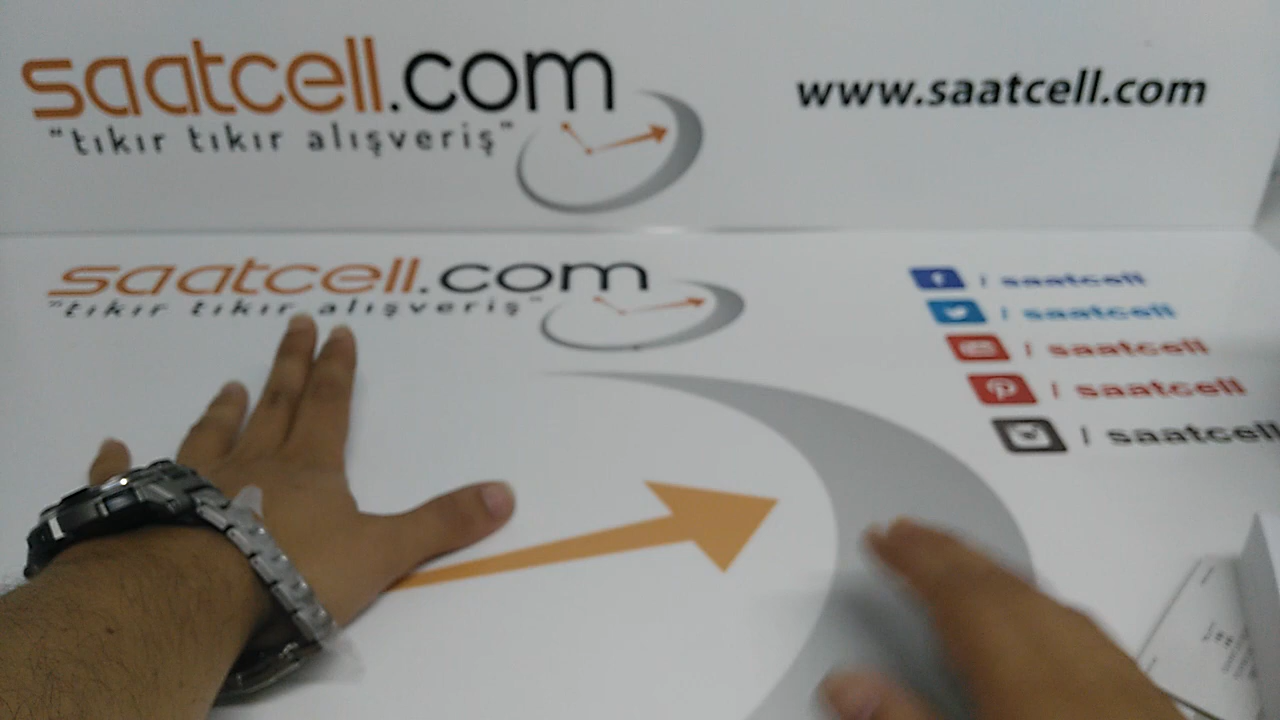 saatcell.com
"tıkır tıkır alışveriş"
www.saatcell.com
saatcell.com
"tıkır tıkır alışveriş"
/ saatcell
/ saatcell
/ saatcell
/ saatcell
/ saatcell